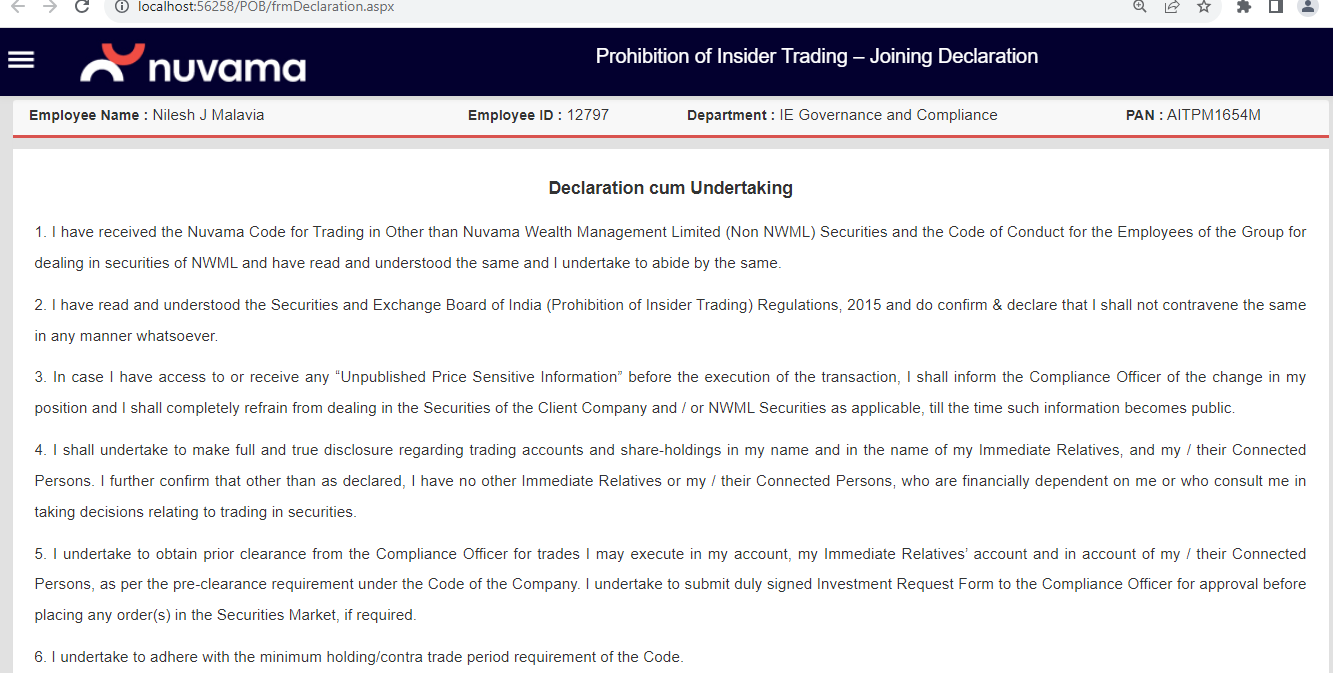 localhost:56258/POB/frmDeclaration.aspx
nuvama
Prohibition of Insider Trading – Joining Declaration
Employee Name : Nilesh J Malavia Employee ID : 12797 Department : IE Governance and Compliance PAN : AITPM1654M
Declaration cum Undertaking
1. I have received the Nuvama Code for Trading in Other than Nuvama Wealth Management Limited (Non NWML) Securities and the Code of Conduct for the Employees of the Group for
dealing in securities of NWML and have read and understood the same and I undertake to abide by the same.
2. I have read and understood the Securities and Exchange Board of India (Prohibition of Insider Trading) Regulations, 2015 and do confirm & declare that I shall not contravene the same
in any manner whatsoever.
3. In case I have access to or receive any “Unpublished Price Sensitive Information” before the execution of the transaction, I shall inform the Compliance Officer of the change in my
position and I shall completely refrain from dealing in the Securities of the Client Company and / or NWML Securities as applicable, till the time such information becomes public.
4. I shall undertake to make full and true disclosure regarding trading accounts and share-holdings in my name and in the name of my Immediate Relatives, and my / their Connected
Persons. I further confirm that other than as declared, I have no other Immediate Relatives or my / their Connected Persons, who are financially dependent on me or who consult me in
taking decisions relating to trading in securities.
5. I undertake to obtain prior clearance from the Compliance Officer for trades I may execute in my account, my Immediate Relatives’ account and in account of my / their Connected
Persons, as per the pre-clearance requirement under the Code of the Company. I undertake to submit duly signed Investment Request Form to the Compliance Officer for approval before
placing any order(s) in the Securities Market, if required.
6. I undertake to adhere with the minimum holding/contra trade period requirement of the Code.